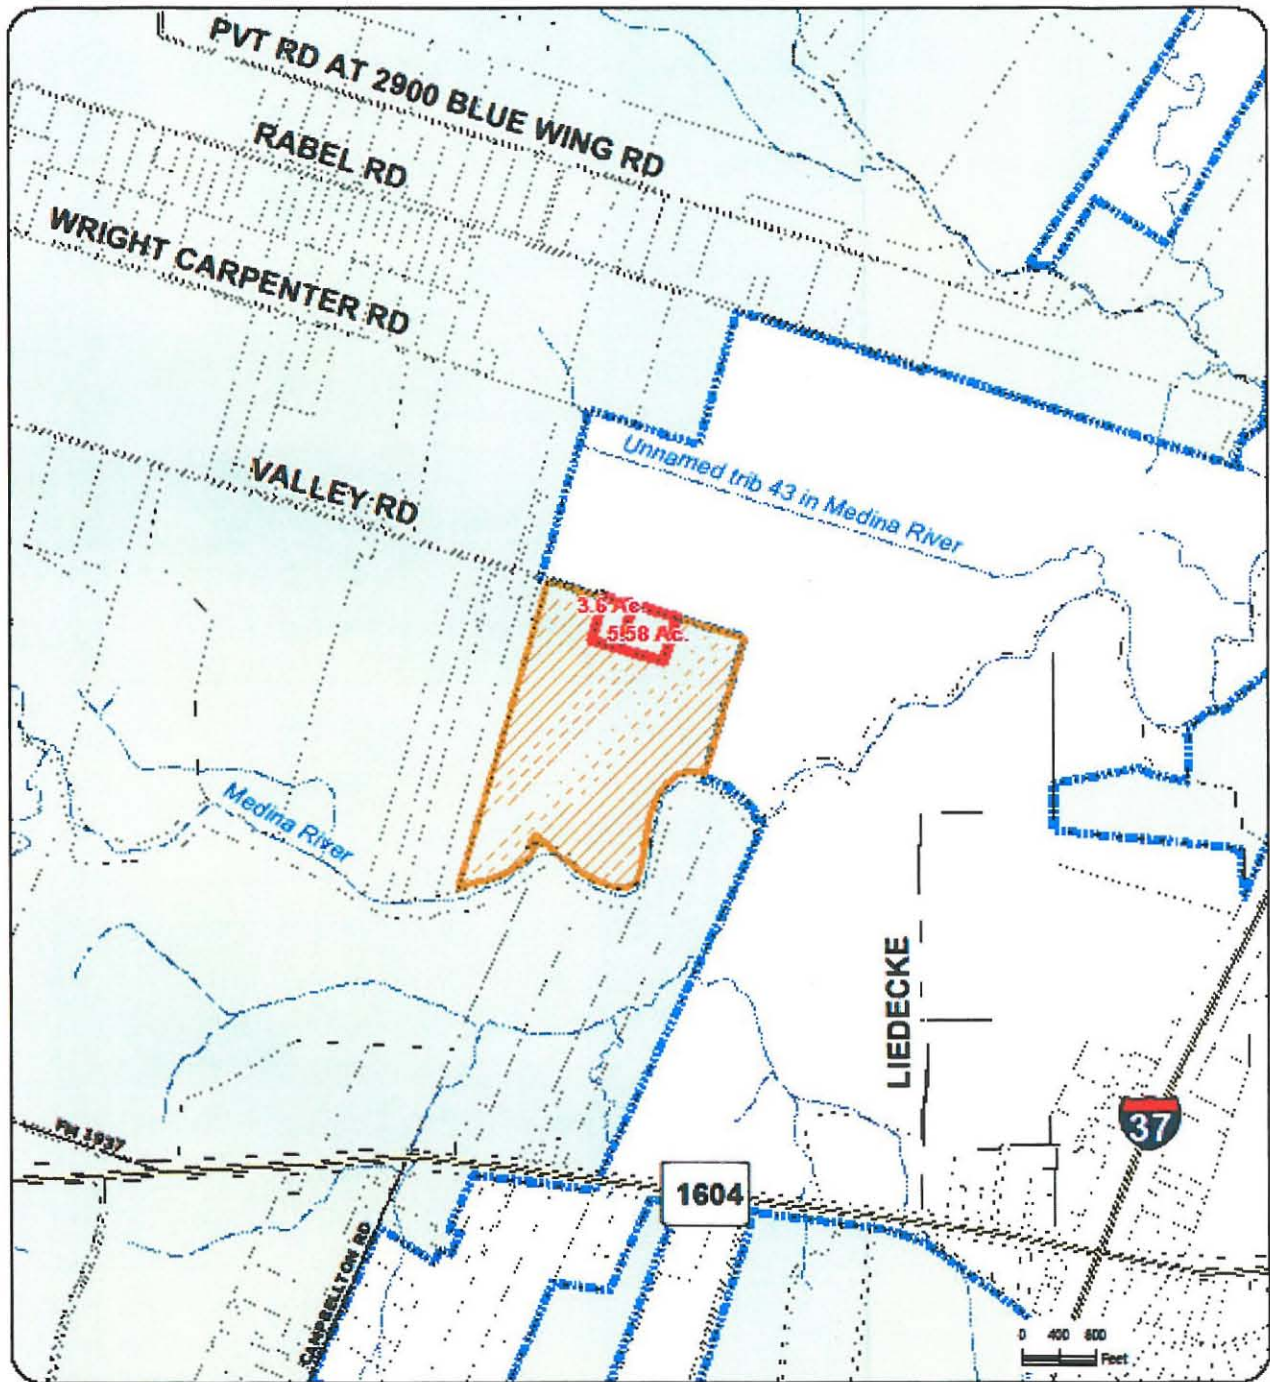 PVT RD AT 2900 BLUE WING RD
RABEL RD
WRIGHT CARPENTER RD
VALLEY RD
Unnamed trib 43 in Medina River
3.6 Ac.
5.58 Ac.
Medina River
LIEDECKE
37
FM 1937
1604
CAMPBELLTON RD
0 400 800
Feet